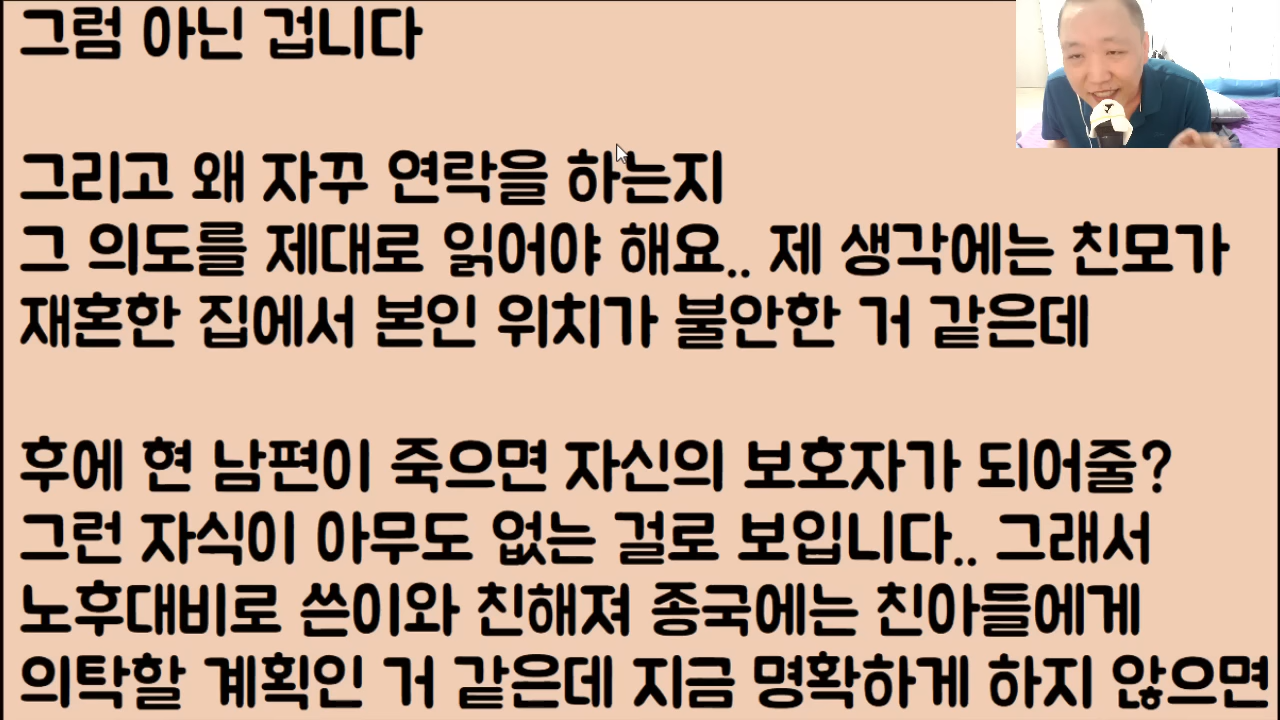 그럼 아닌 겁니다
그리고 왜 자꾸 연락을 하는지
그 의도를 제대로 읽어야 해요.. 제 생각에는 친모가
재혼한 집에서 본인 위치가 불안한 거 같은데
후에 현 남편이 죽으면 자신의 보호자가 되어줄?
그런 자식이 아무도 없는 걸로 보입니다.. 그래서
노후대비로 쓴이와 친해져 종국에는 친아들에게
의탁할 계획인 거 같은데 지금 명확하게 하지 않으면